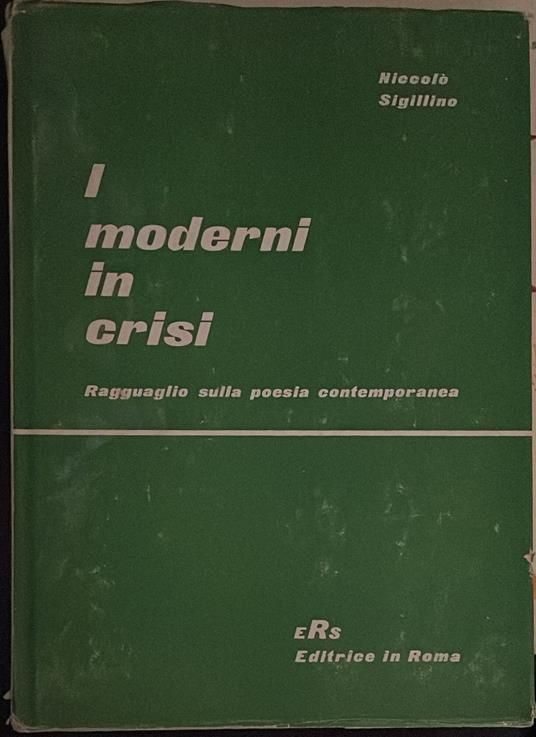 Niccolò
Sigillino
I
moderni
in
crisi
Ragguaglio sulla poesia contemporanea
ERS
Editrice in Roma